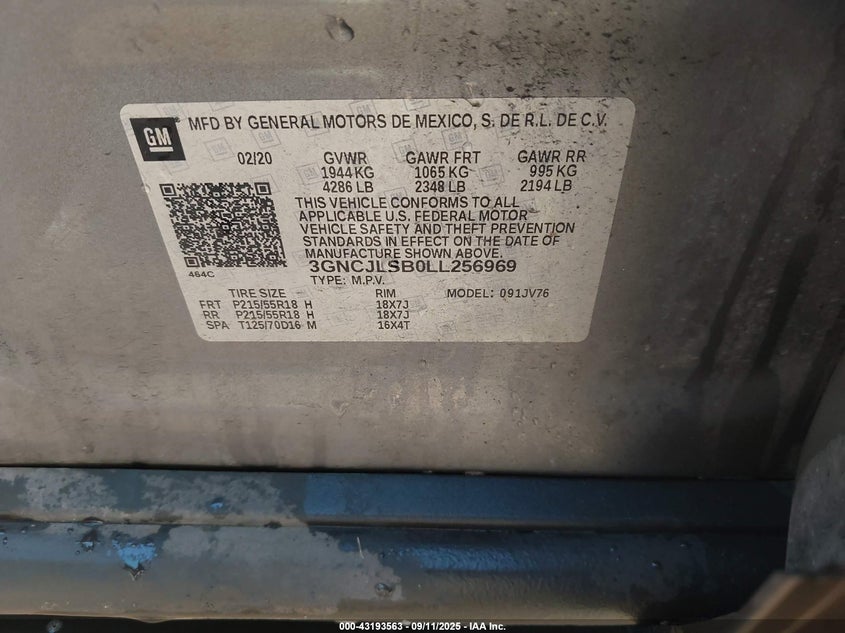 GM MFD BY GENERAL MOTORS DE MEXICO, S. DE R.L. DE C.V.
02/20 GVWR GAWR FRT GAWR RR
1944 KG 1065 KG 995 KG
4286 LB 2348 LB 2194 LB
THIS VEHICLE CONFORMS TO ALL
APPLICABLE U.S. FEDERAL MOTOR
VEHICLE SAFETY AND THEFT PREVENTION
STANDARDS IN EFFECT ON THE DATE OF
MANUFACTURE SHOWN ABOVE.
464C
3GNCJLSB0LL256969
TYPE: M.P.V.
TIRE SIZE RIM MODEL: 091JV76
FRT P215/55R18 H 18X7J
RR P215/55R18 H 18X7J
SPA T125/70D16 M 16X4T
000-43193563 - 09/11/2025 - IAA Inc.